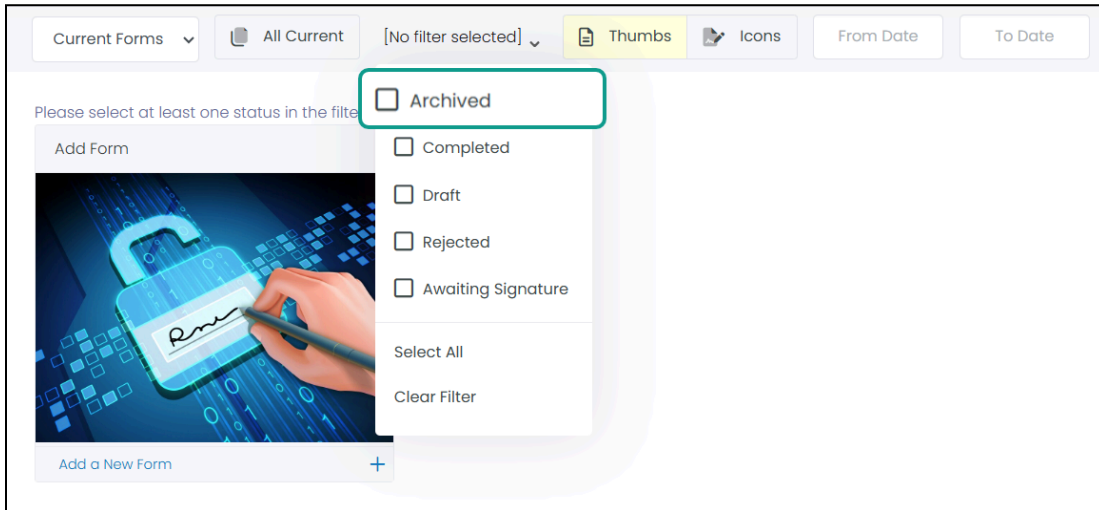 Current Forms
All Current
[No filter selected]
Thumbs
Icons
From Date
To Date
Please select at least one status in the filte
Archived
Add Form
Completed
Draft
Rejected
Awaiting Signature
Select All
Clear Filter
Add a New Form +